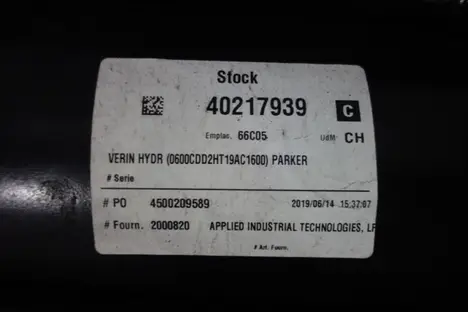 Stock
40217939 C
Emplac. 66C05 UdM CH
VERIN HYDR (0600CDD2HT19AC1600) PARKER
# Serie
# PO 4500209589 2019/06/14 15:37:07
# Fourn. 2000820 APPLIED INDUSTRIAL TECHNOLOGIES, LP
# Art. Fourn.